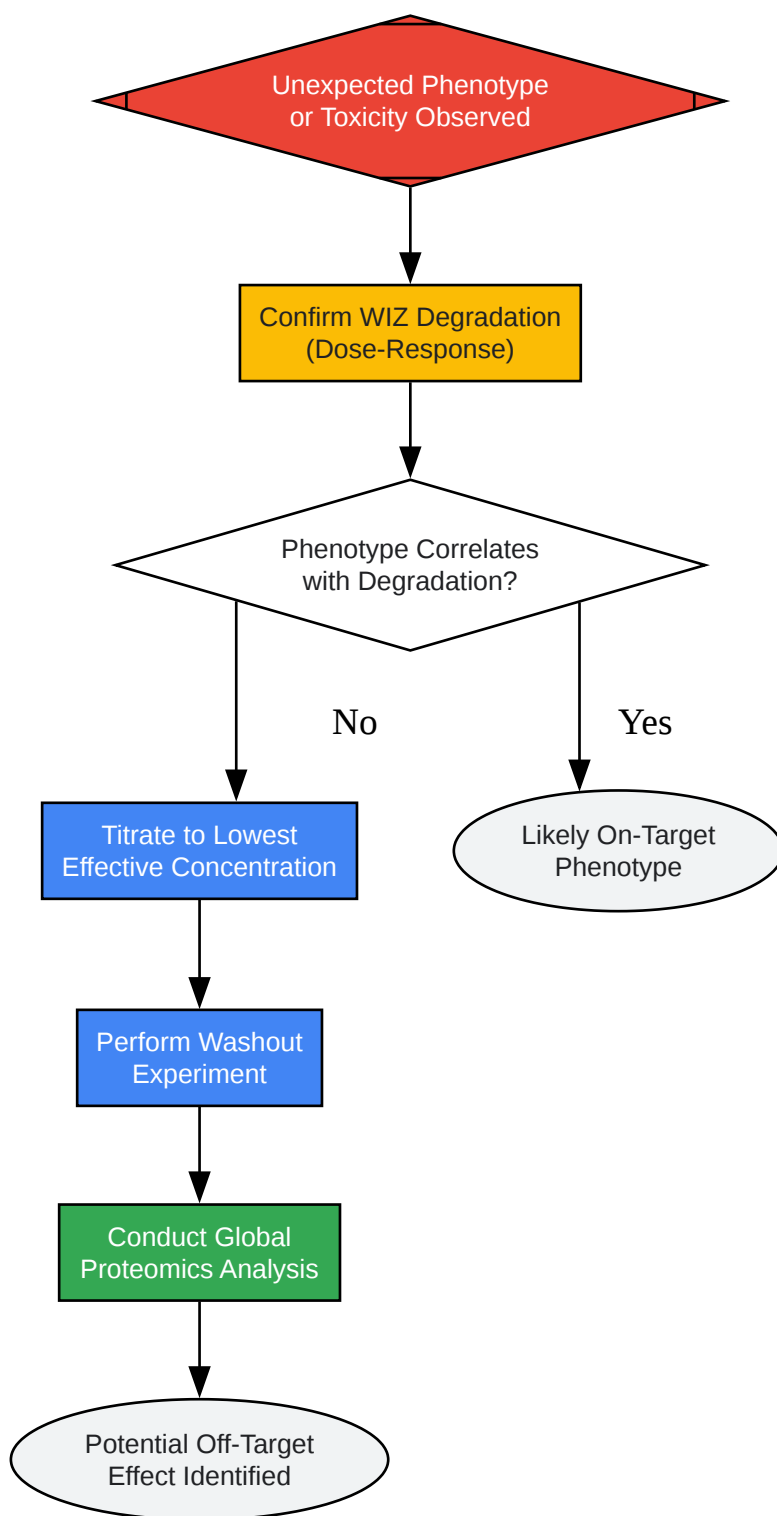 Unexpected Phenotype
or Toxicity Observed
Confirm WIZ Degradation
(Dose-Response)
Phenotype Correlates
with Degradation?
No
Yes
Titrate to Lowest
Effective Concentration
Likely On-Target
Phenotype
Perform Washout
Experiment
Conduct Global
Proteomics Analysis
Potential Off-Target
Effect Identified